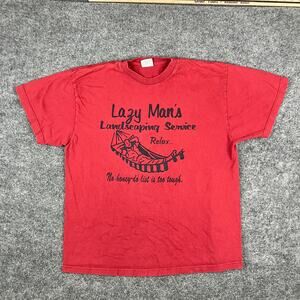 Lazy Man's
Landscaping Service
Relax..
No honey-do list is too tough.